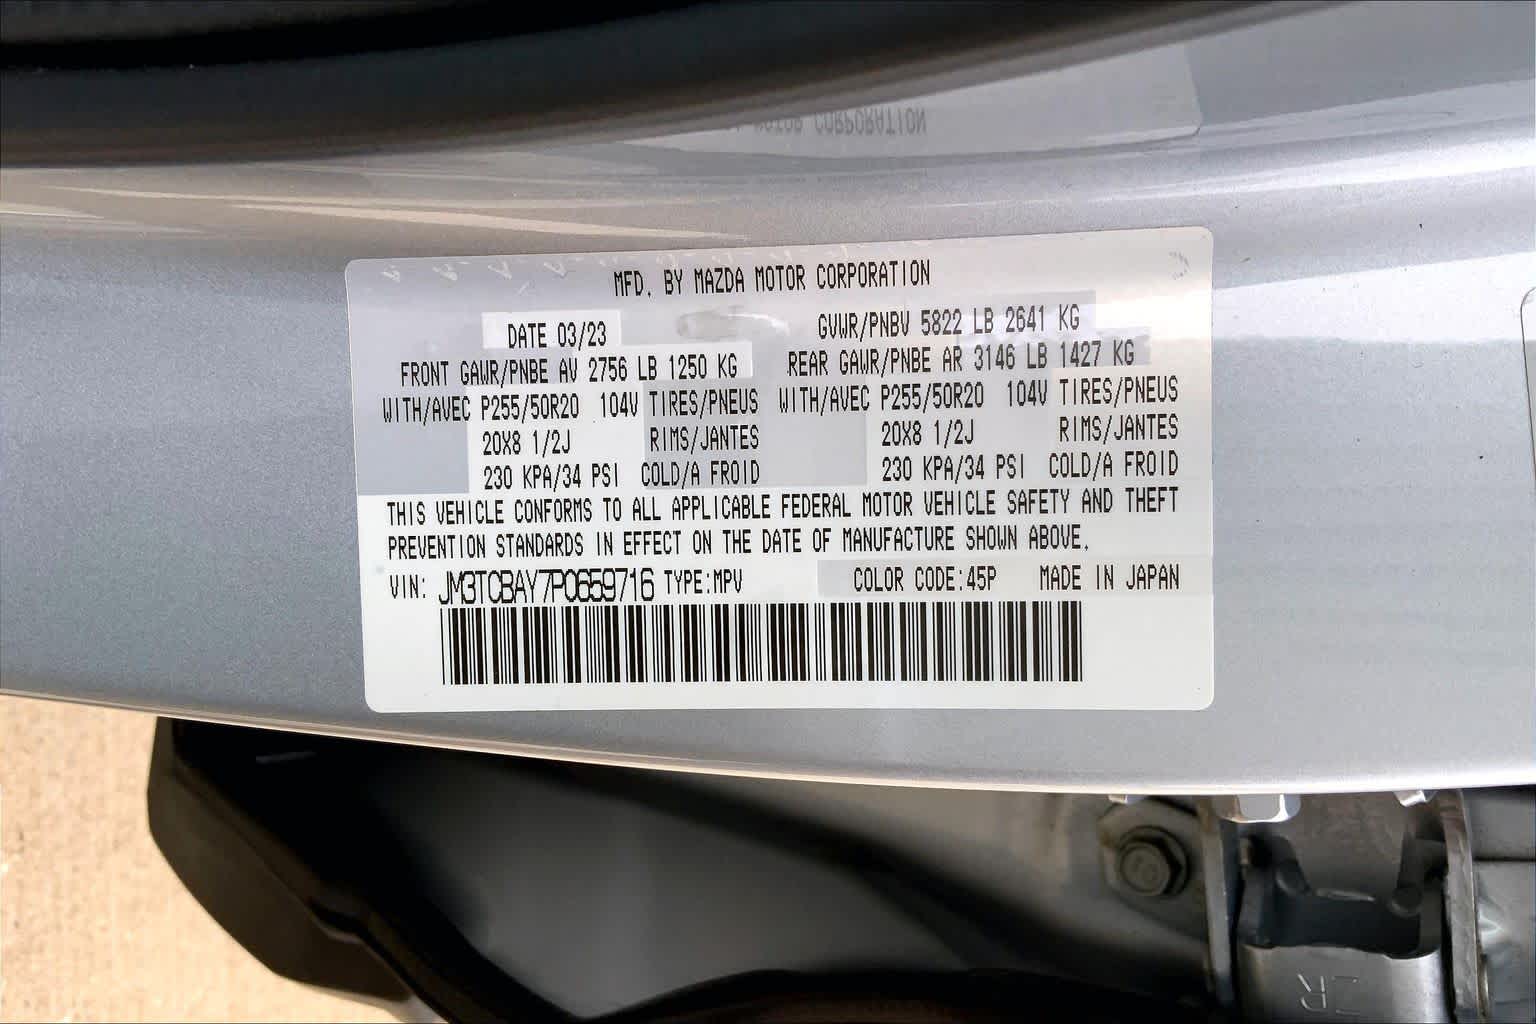 MFD. BY MAZDA MOTOR CORPORATION
DATE 03/23 GVWR/PNBV 5822 LB 2641 KG
FRONT GAWR/PNBE AV 2756 LB 1250 KG REAR GAWR/PNBE AR 3146 LB 1427 KG
WITH/AVEC P255/50R20 104V TIRES/PNEUS WITH/AVEC P255/50R20 104V TIRES/PNEUS
20X8 1/2J RIMS/JANTES 20X8 1/2J RIMS/JANTES
230 KPA/34 PSI COLD/A FROID 230 KPA/34 PSI COLD/A FROID
THIS VEHICLE CONFORMS TO ALL APPLICABLE FEDERAL MOTOR VEHICLE SAFETY AND THEFT
PREVENTION STANDARDS IN EFFECT ON THE DATE OF MANUFACTURE SHOWN ABOVE.
VIN: JM3TCBAY7P0659716 TYPE:MPV COLOR CODE:45P MADE IN JAPAN